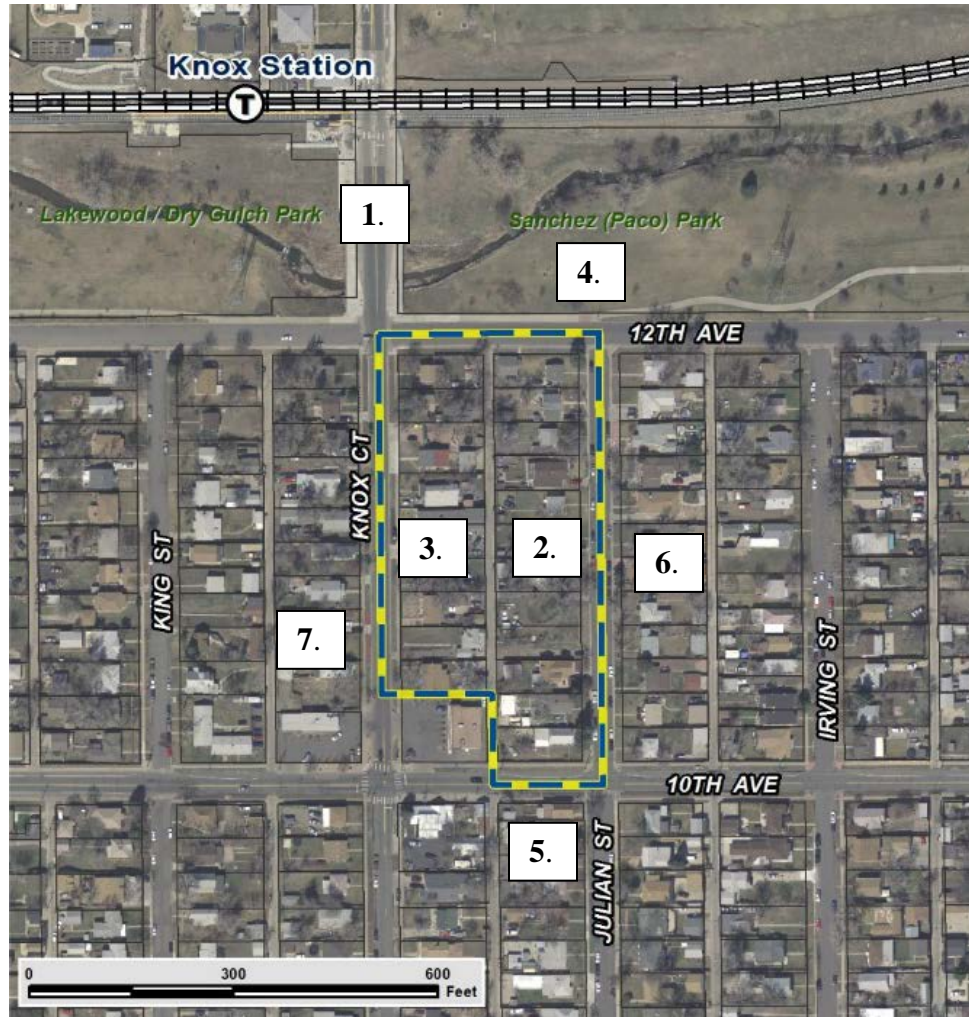 Knox Station
T
Lakewood / Dry Gulch Park
1.
Sanchez (Paco) Park
4.
12TH AVE
KNOX CT
3.
2.
6.
KING ST
7.
IRVING ST
10TH AVE
5.
JULIAN ST
0 300 600
Feet